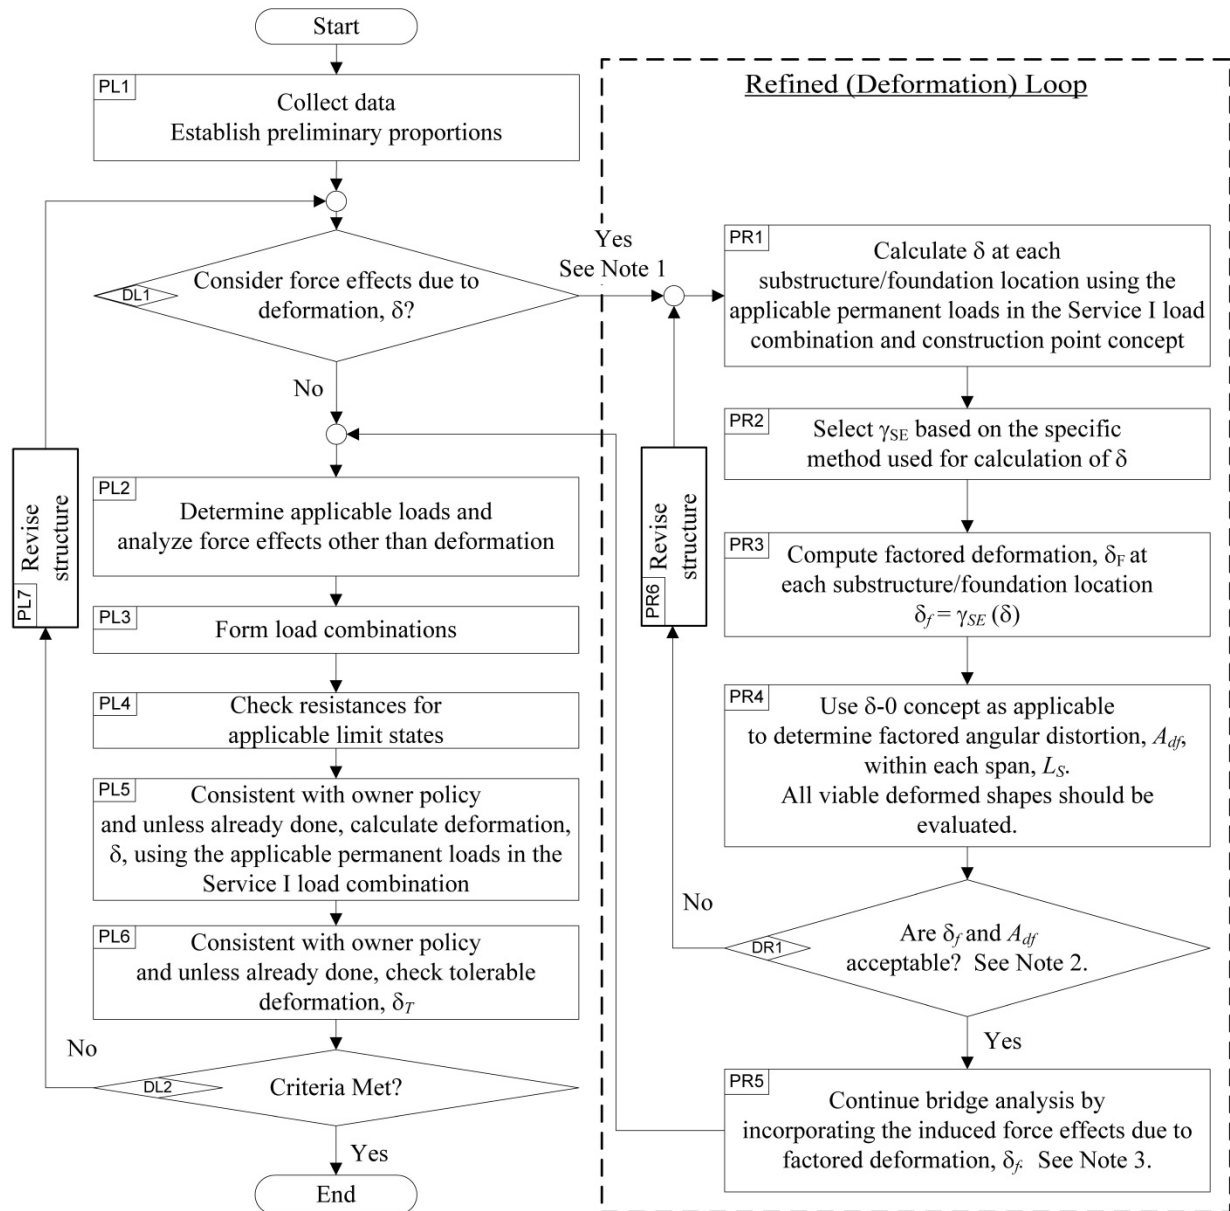 Start
PL1
Collect data
Establish preliminary proportions
DL1
Consider force effects due to
deformation, δ?
Yes
See Note 1
No
PL2
Determine applicable loads and
analyze force effects other than deformation
PL3
Form load combinations
PL4
Check resistances for
applicable limit states
PL5
Consistent with owner policy
and unless already done, calculate deformation,
δ, using the applicable permanent loads in the
Service I load combination
PL6
Consistent with owner policy
and unless already done, check tolerable
deformation, δT
No
DL2
Criteria Met?
Yes
End
PL7
Revise
structure
Refined (Deformation) Loop
PR1
Calculate δ at each
substructure/foundation location using the
applicable permanent loads in the Service I load
combination and construction point concept
PR2
Select γSE based on the specific
method used for calculation of δ
PR3
Compute factored deformation, δF at
each substructure/foundation location
δf = γSE (δ)
PR4
Use δ-0 concept as applicable
to determine factored angular distortion, Adf,
within each span, LS.
All viable deformed shapes should be
evaluated.
No
DR1
Are δf and Adf
acceptable? See Note 2.
Yes
PR5
Continue bridge analysis by
incorporating the induced force effects due to
factored deformation, δf. See Note 3.
PR6
Revise
structure